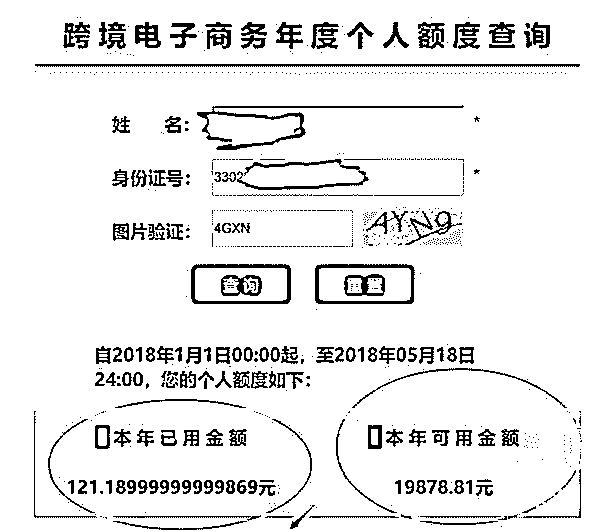 跨境电子商务年度个人额度查询
姓 名： *
身份证号： 3302 *
图片验证： 4GXN AYN9
查询 重置
自2018年1月1日00:00起，至2018年05月18日
24:00，您的个人额度如下：
本年已用金额 本年可用金额
121.18999999999869元 19878.81元